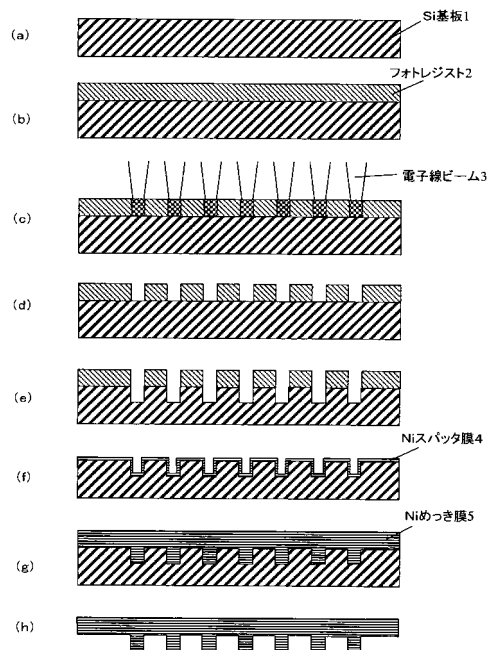 Si基板1
(a)
フォトレジスト2
(b)
電子線ビーム3
(c)
(d)
(e)
Niスパッタ膜4
(f)
Niめっき膜5
(g)
(h)